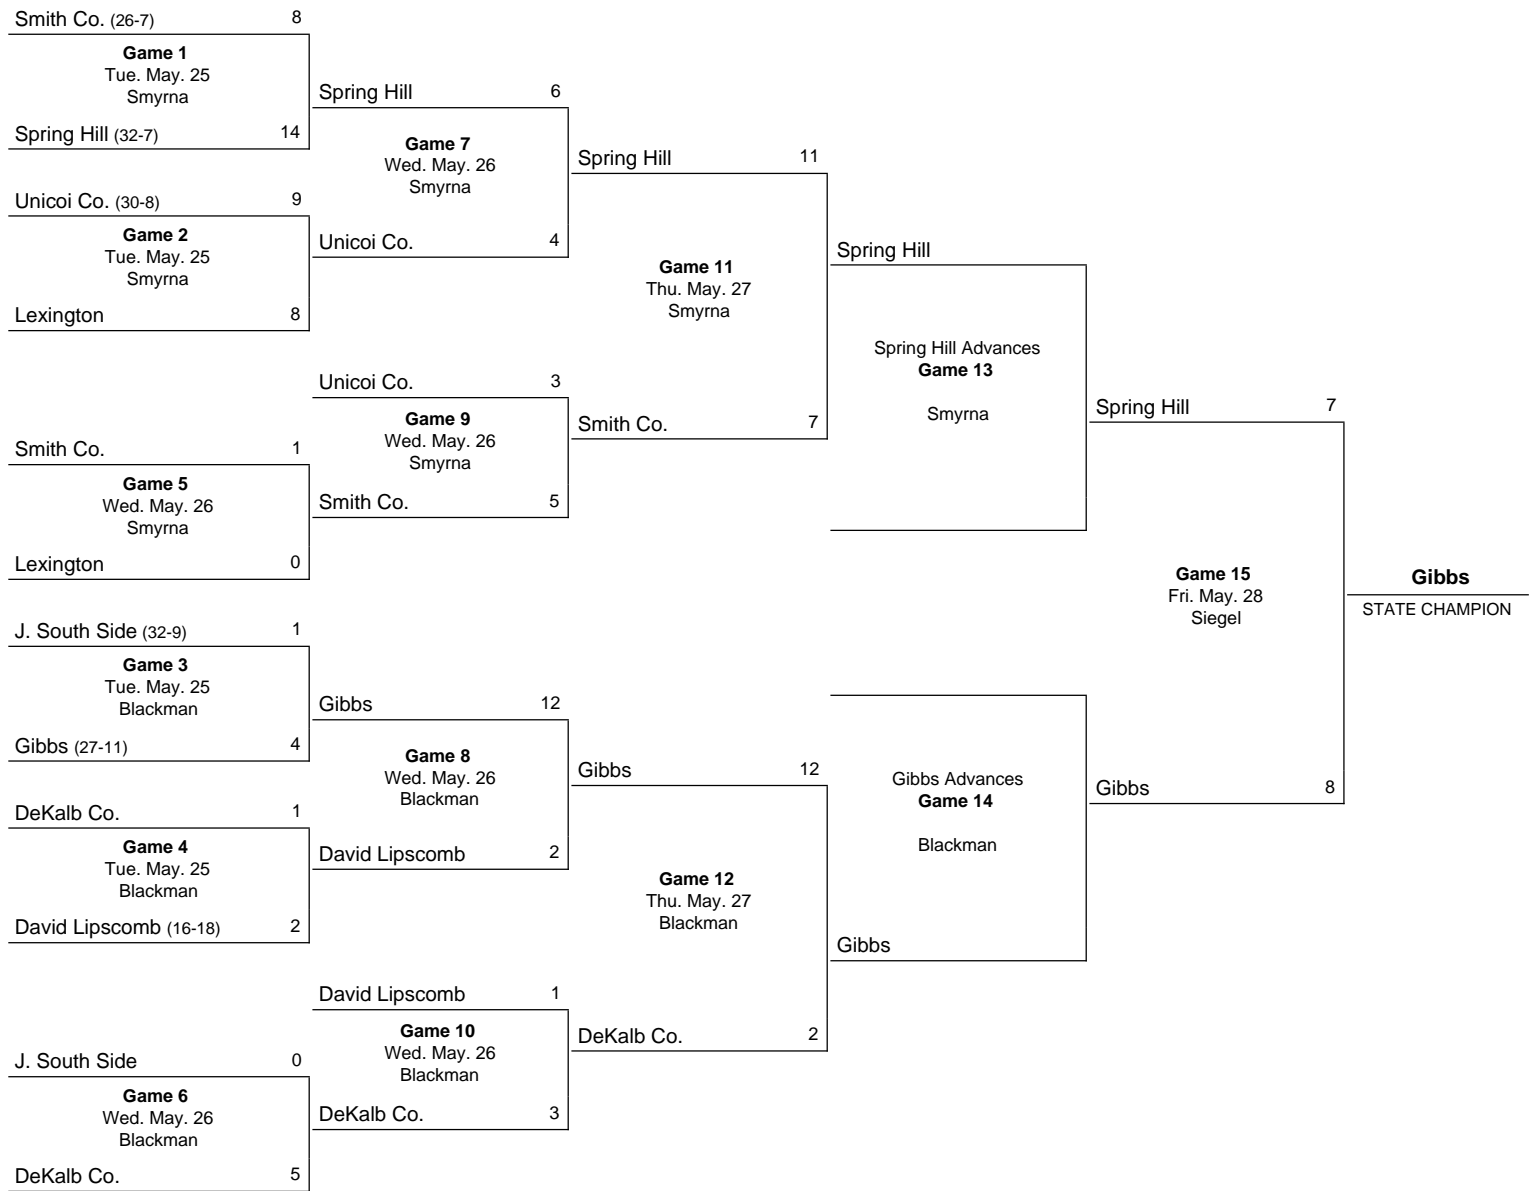 Smith Co. (26-7) 8
Game 1
Tue. May. 25
Smyrna
Spring Hill (32-7) 14
Unicoi Co. (30-8) 9
Game 2
Tue. May. 25
Smyrna
Lexington 8
Smith Co. 1
Game 5
Wed. May. 26
Smyrna
Lexington 0
J. South Side (32-9) 1
Game 3
Tue. May. 25
Blackman
Gibbs (27-11) 4
DeKalb Co. 1
Game 4
Tue. May. 25
Blackman
David Lipscomb (16-18) 2
J. South Side 0
Game 6
Wed. May. 26
Blackman
DeKalb Co. 5
Spring Hill 6
Game 7
Wed. May. 26
Smyrna
Unicoi Co. 4
Unicoi Co. 3
Game 9
Wed. May. 26
Smyrna
Smith Co. 5
Gibbs 12
Game 8
Wed. May. 26
Blackman
David Lipscomb 2
David Lipscomb 1
Game 10
Wed. May. 26
Blackman
DeKalb Co. 3
Spring Hill 11
Game 11
Thu. May. 27
Smyrna
Smith Co. 7
Gibbs 12
Game 12
Thu. May. 27
Blackman
DeKalb Co. 2
Spring Hill
Spring Hill Advances
Game 13
Smyrna
Gibbs Advances
Game 14
Blackman
Gibbs
Spring Hill 7
Game 15
Fri. May. 28
Siegel
Gibbs 8
Gibbs
STATE CHAMPION